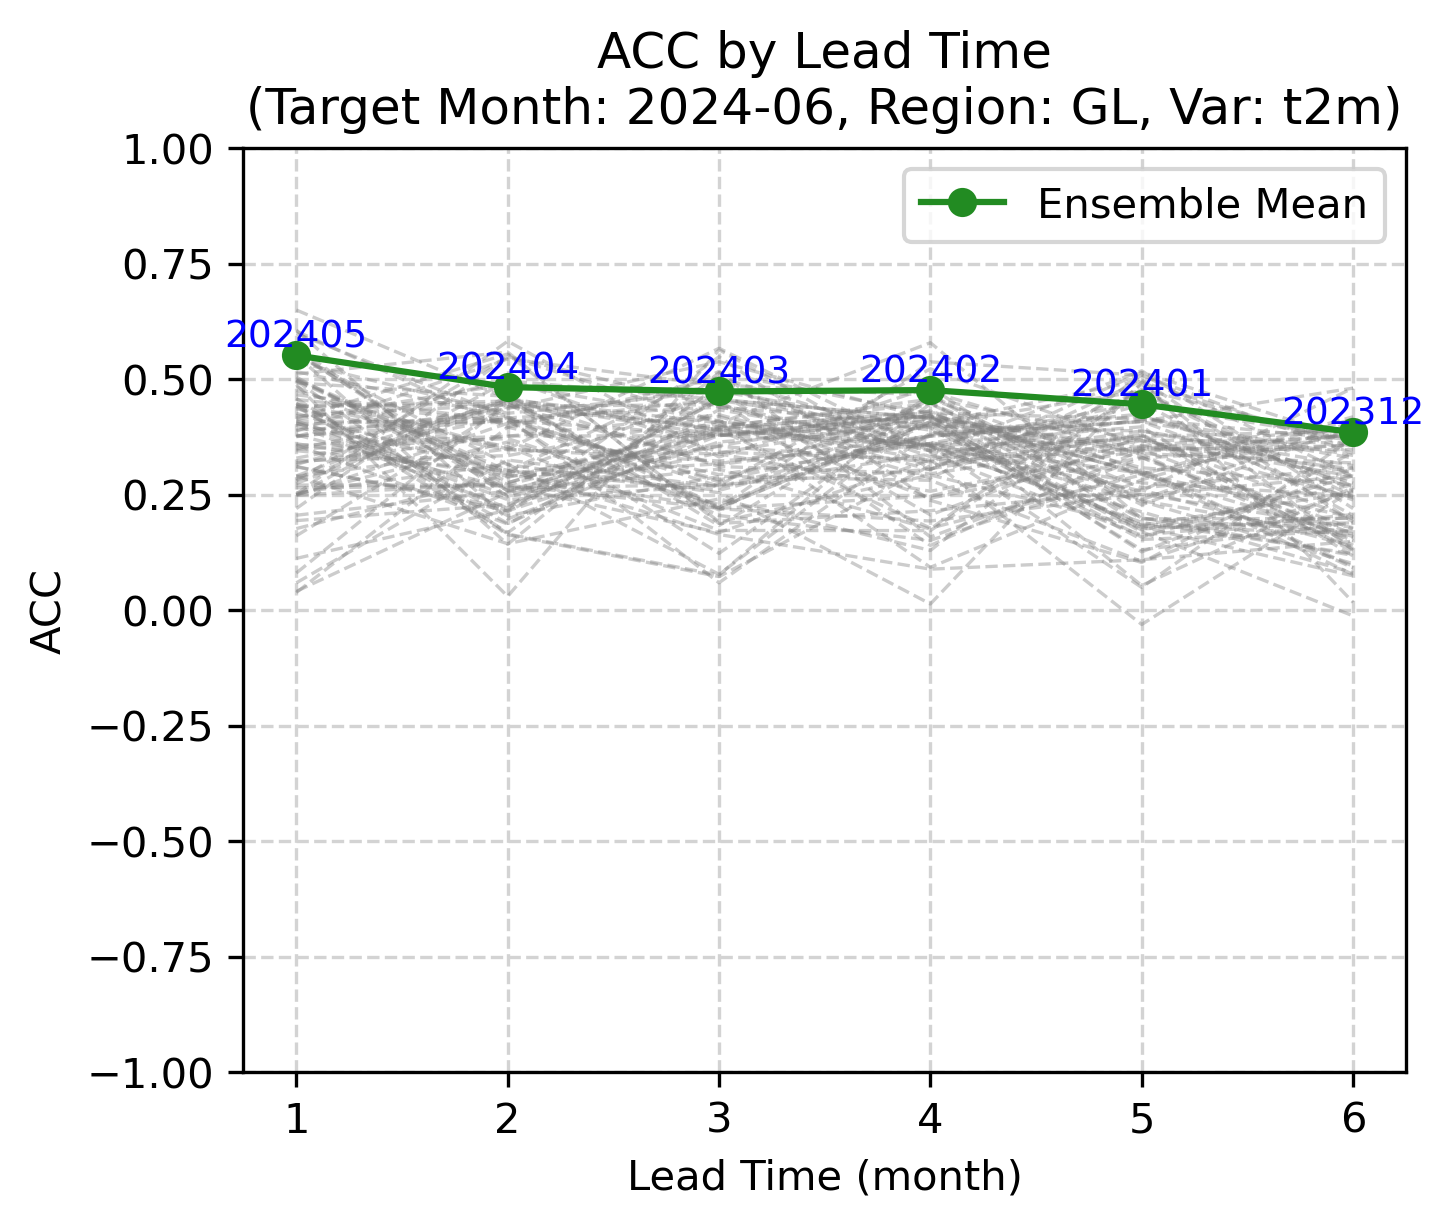 ACC by Lead Time
(Target Month: 2024-06, Region: GL, Var: t2m)
Ensemble Mean
1.00
0.75
0.50
0.25
0.00
−0.25
−0.50
−0.75
−1.00
ACC
202405
202404
202403
202402
202401
202312
1 2 3 4 5 6
Lead Time (month)